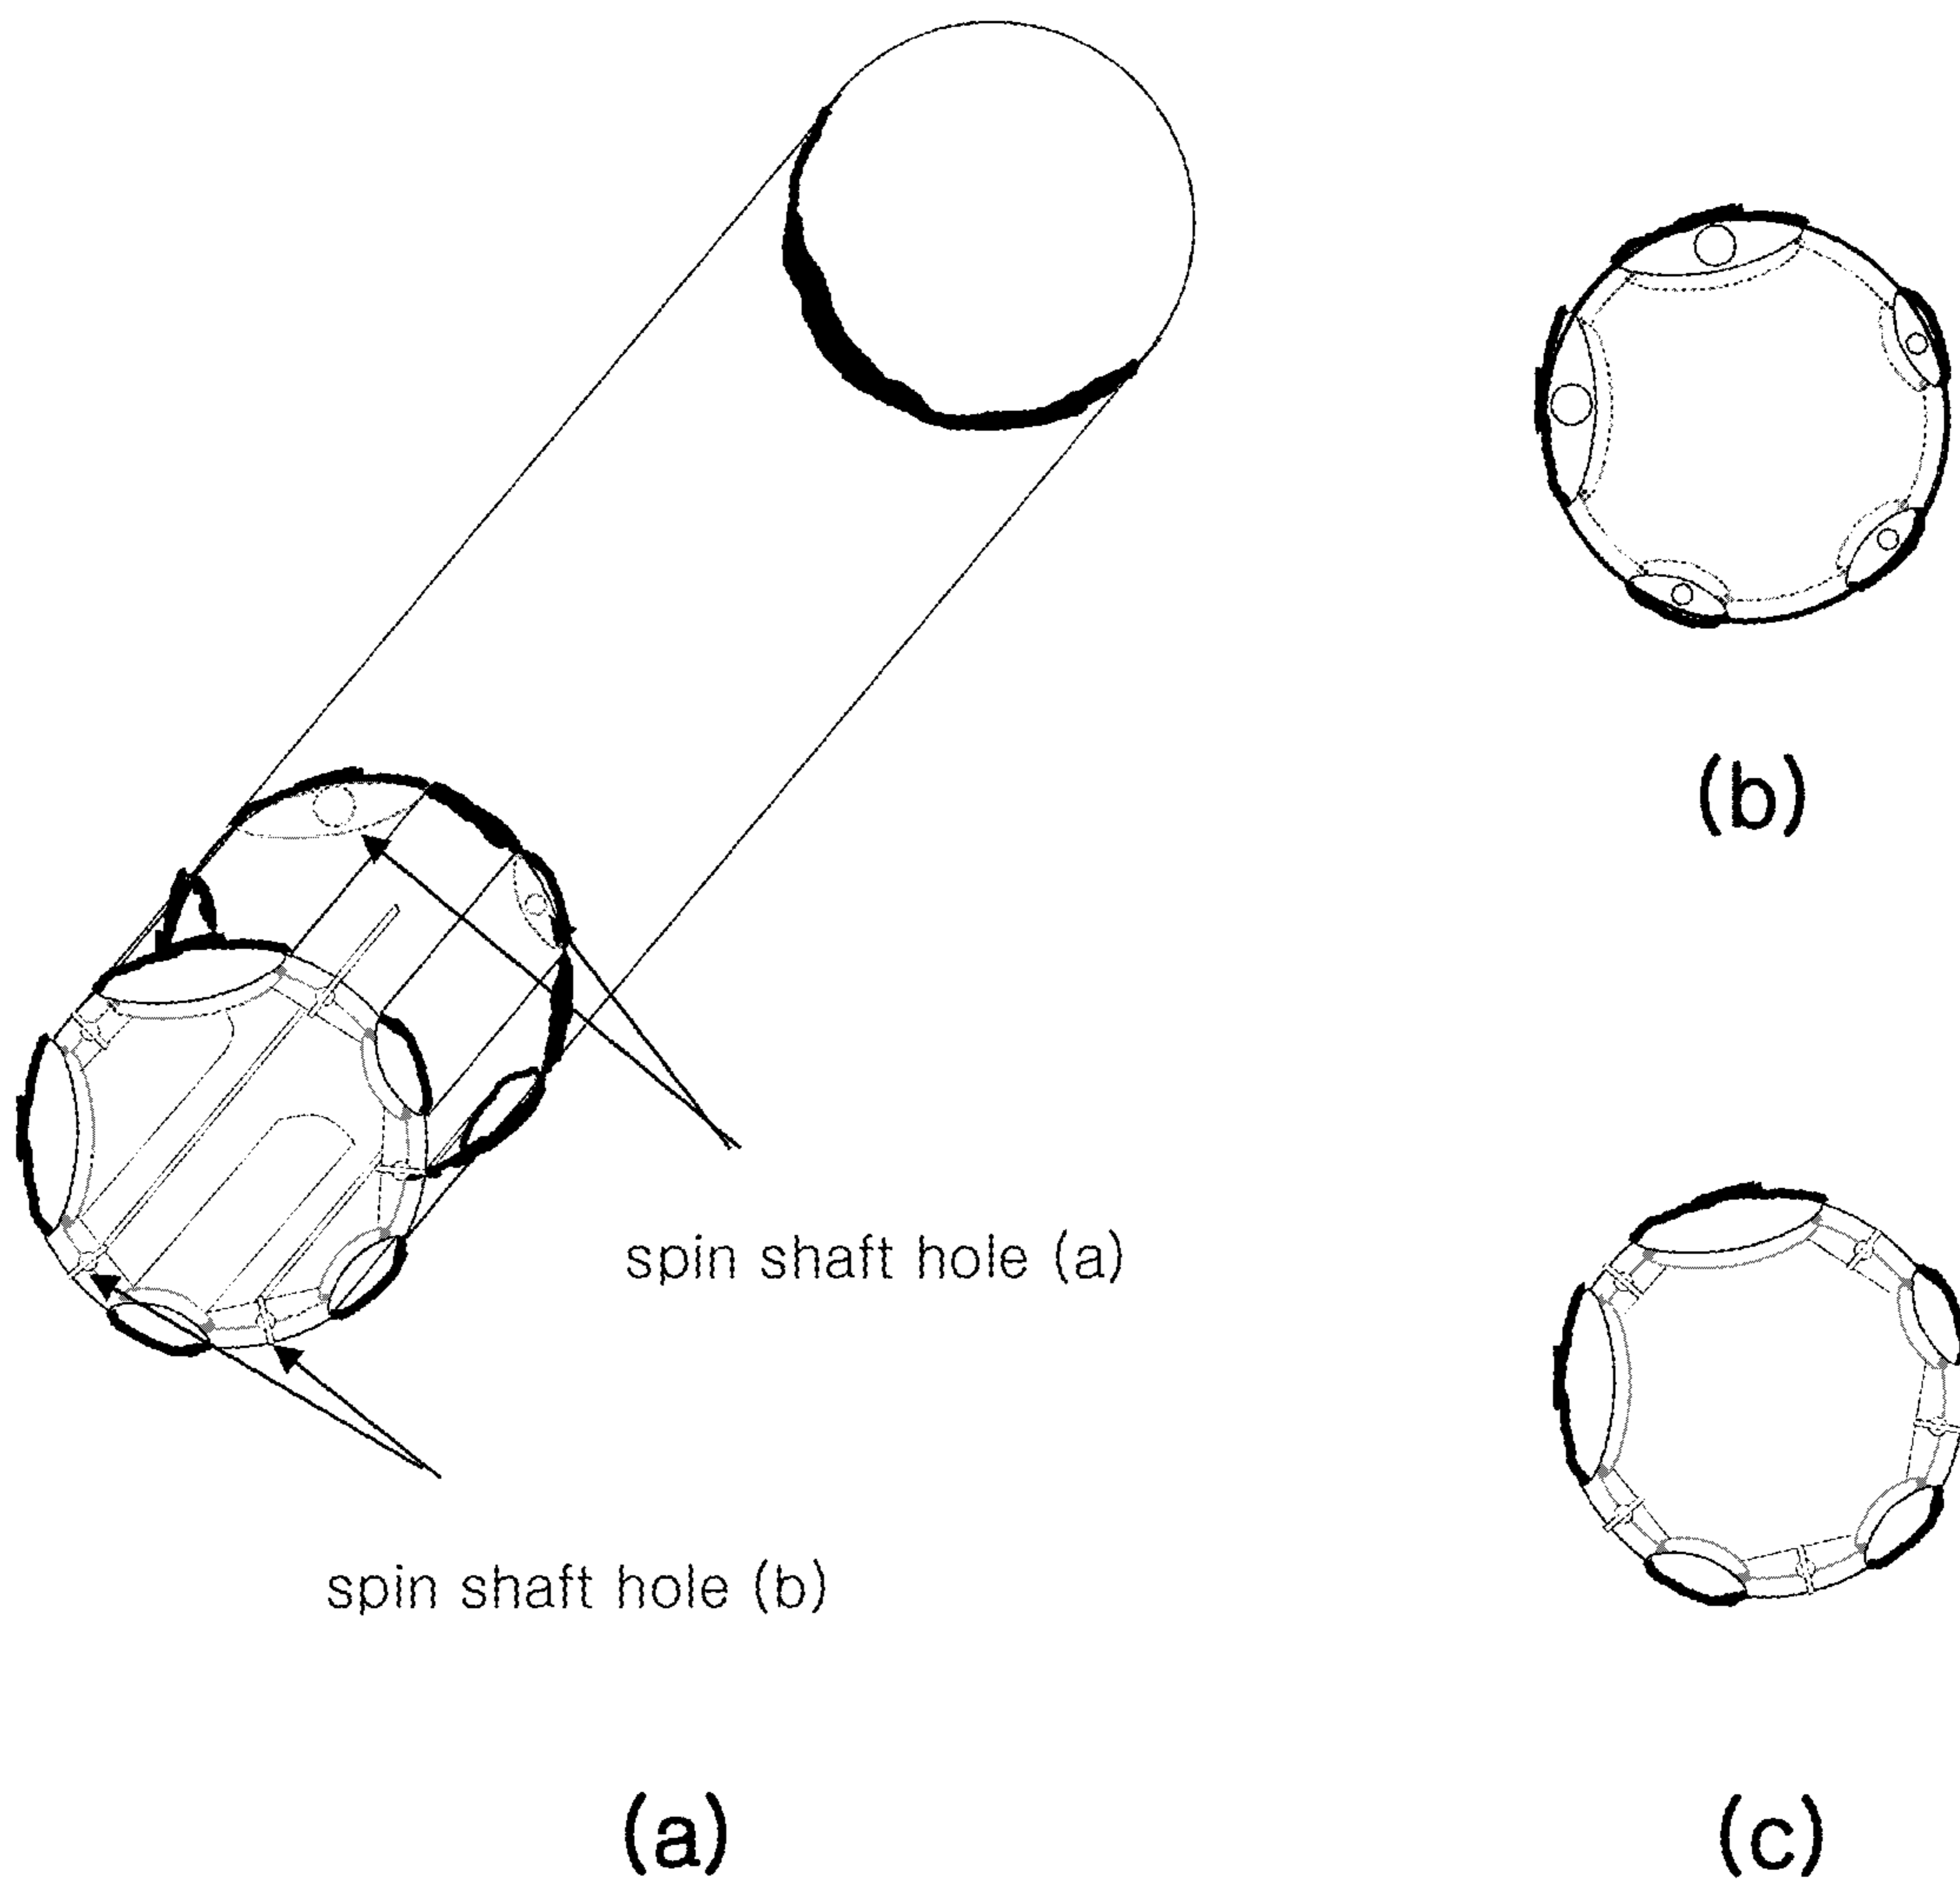 (b)
spin shaft hole (a)
spin shaft hole (b)
(a)
(c)